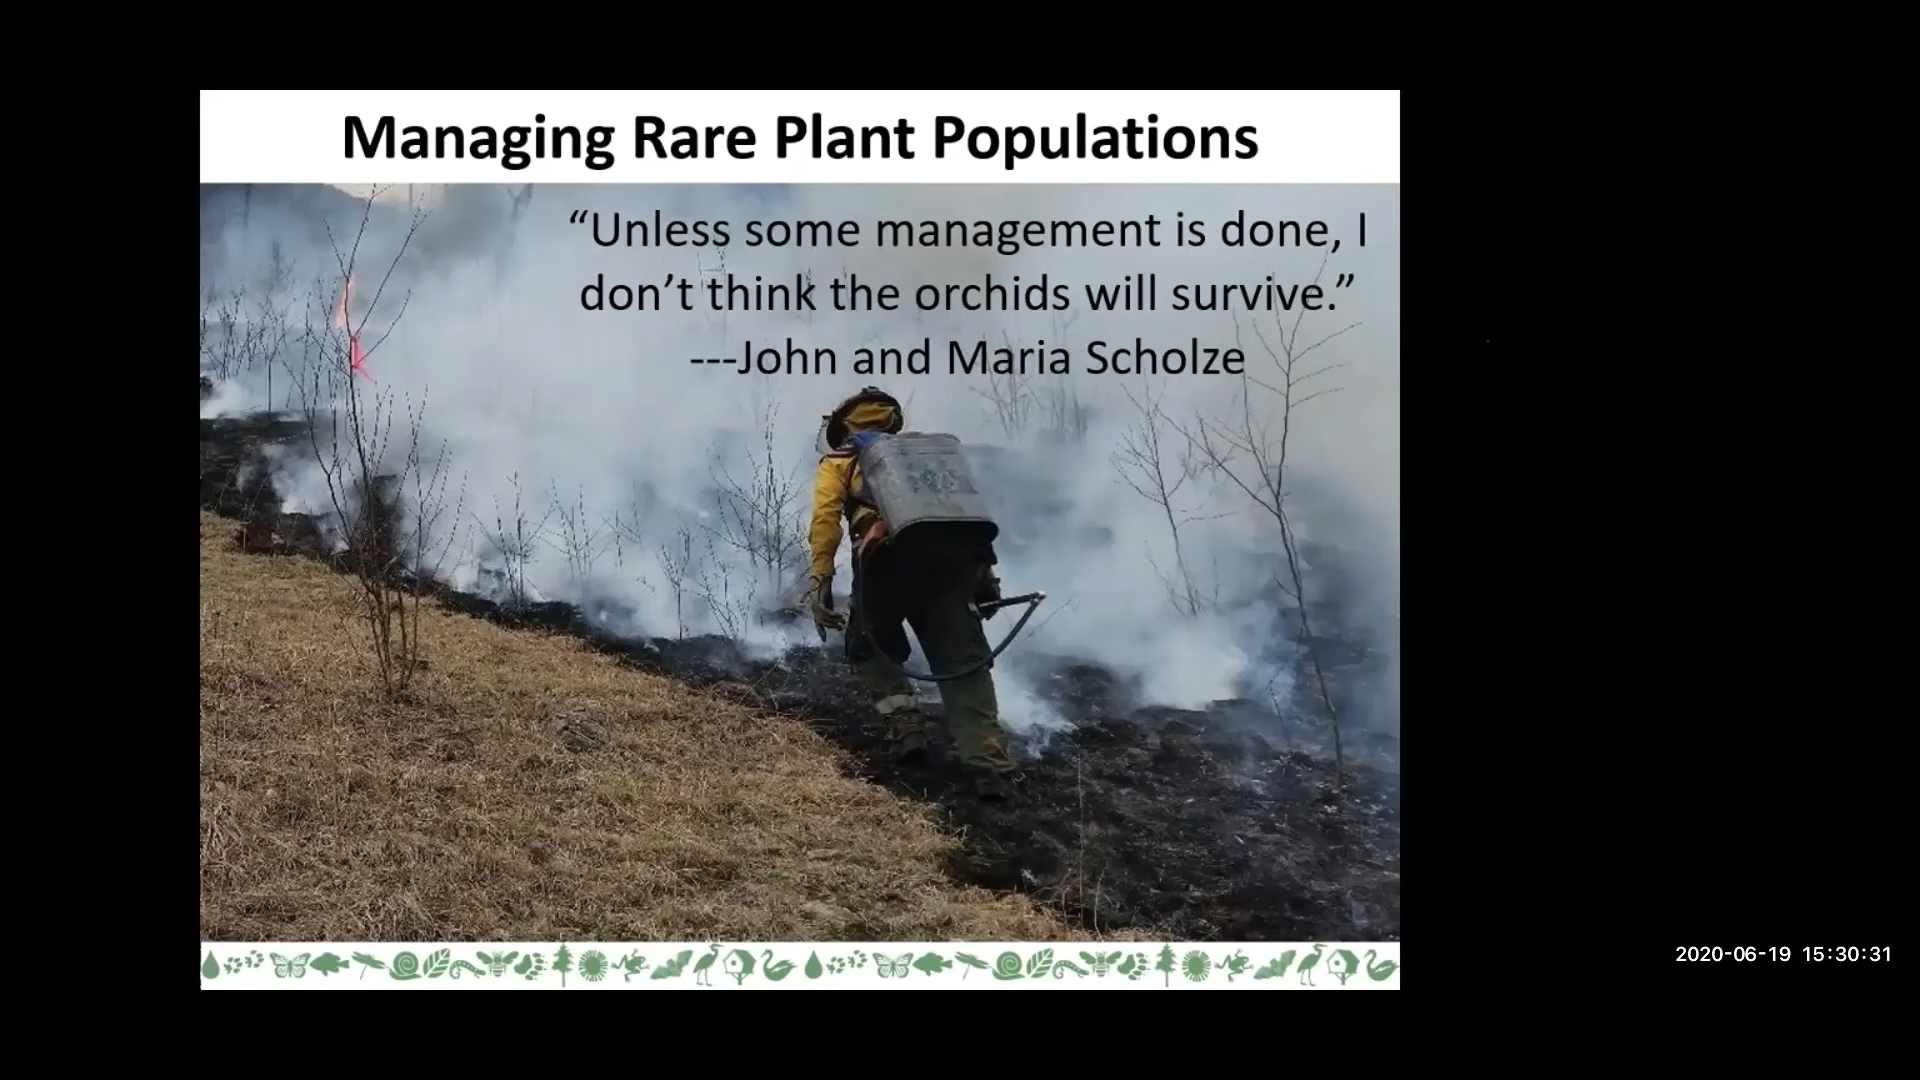 Managing Rare Plant Populations
“Unless some management is done, I
don’t think the orchids will survive.”
---John and Maria Scholze
2020-06-19 15:30:31